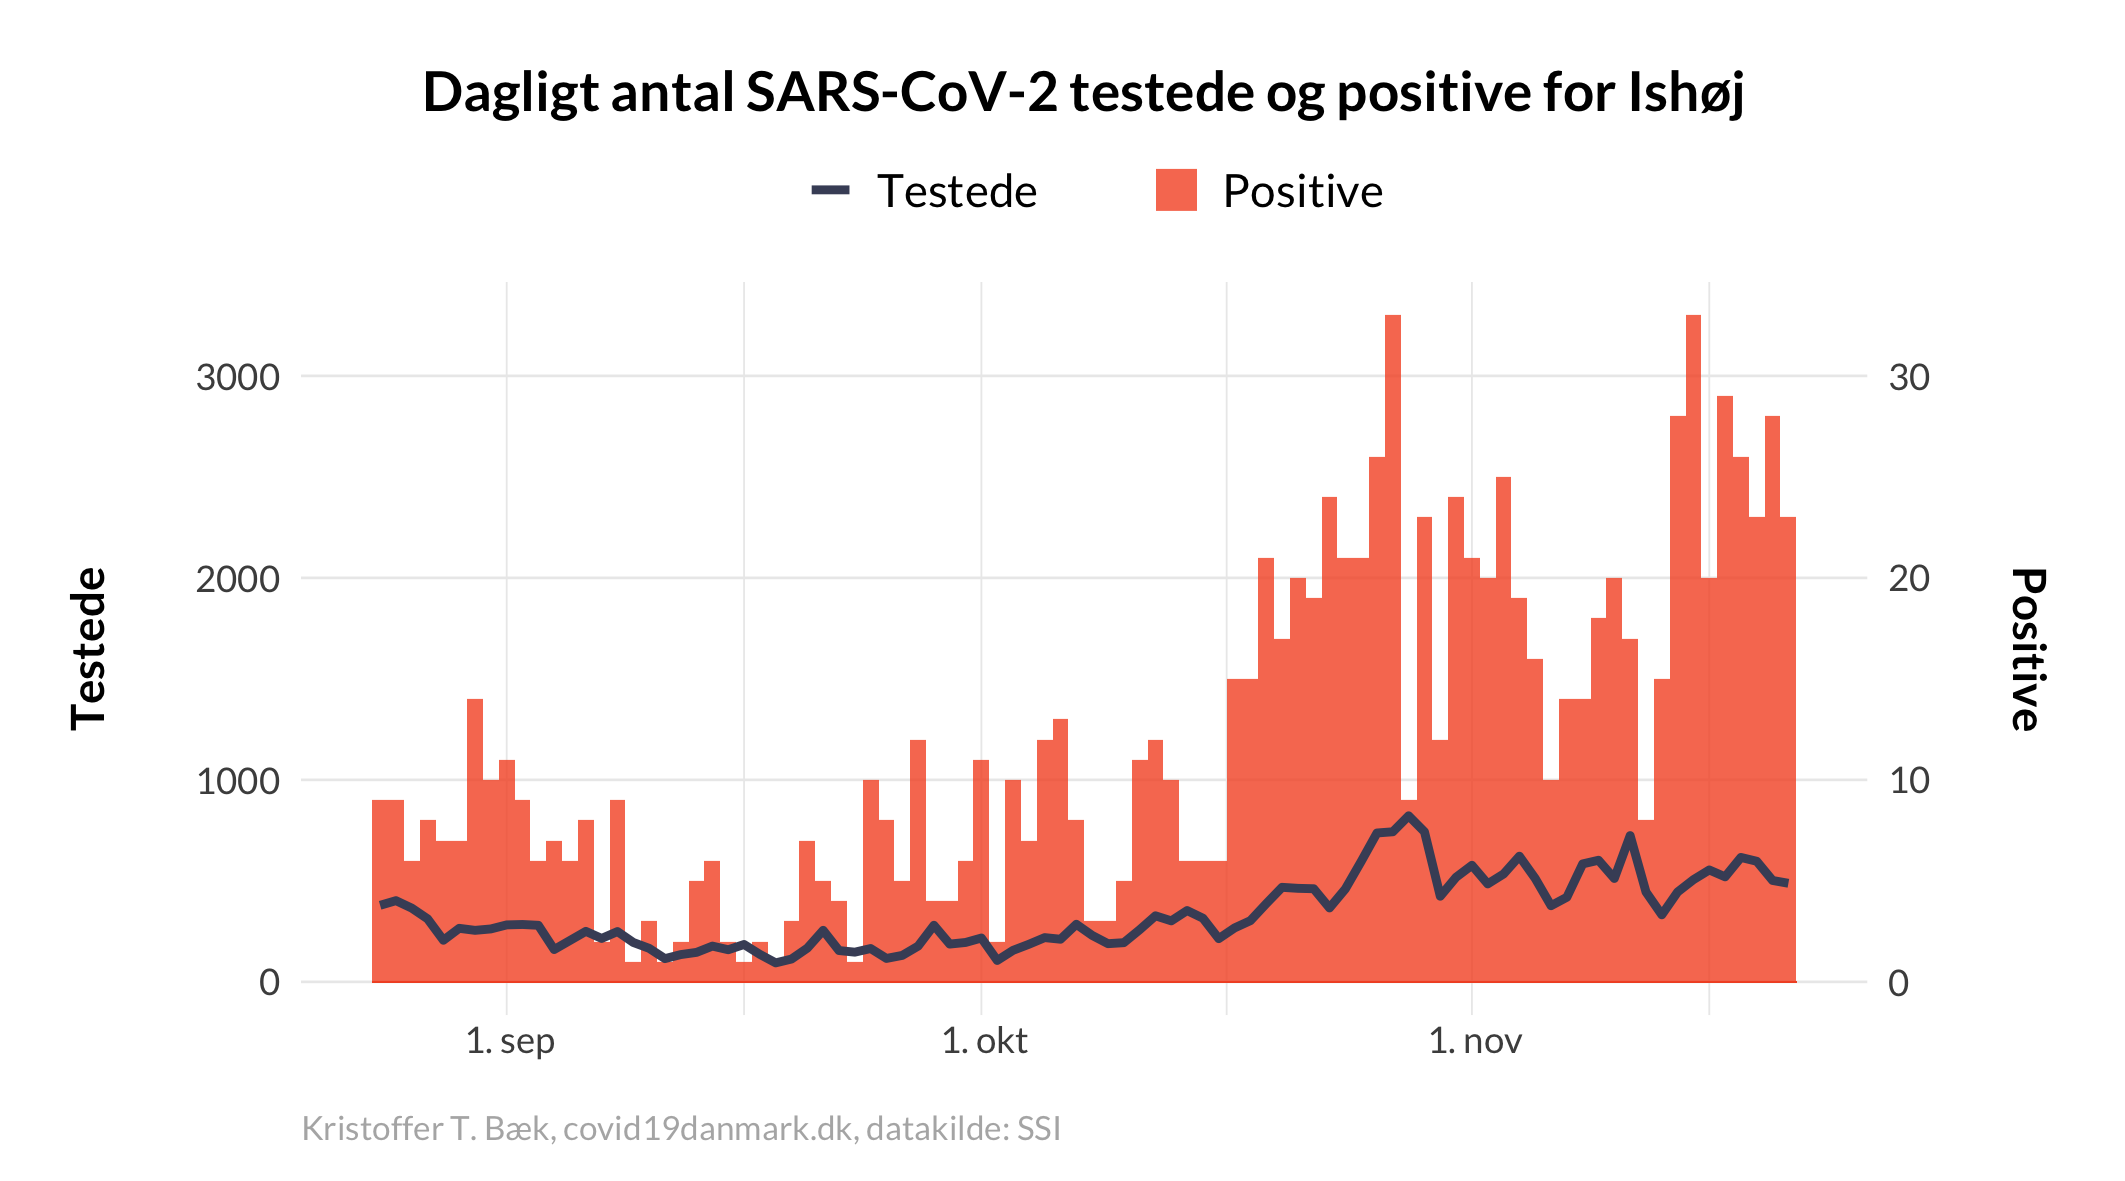 Dagligt antal SARS-CoV-2 testede og positive for Ishøj
Testede
Positive
3000
2000
1000
0
30
20
10
0
Testede
Positive
1. sep
1. okt
1. nov
Kristoffer T. Bæk, covid19danmark.dk, datakilde: SSI